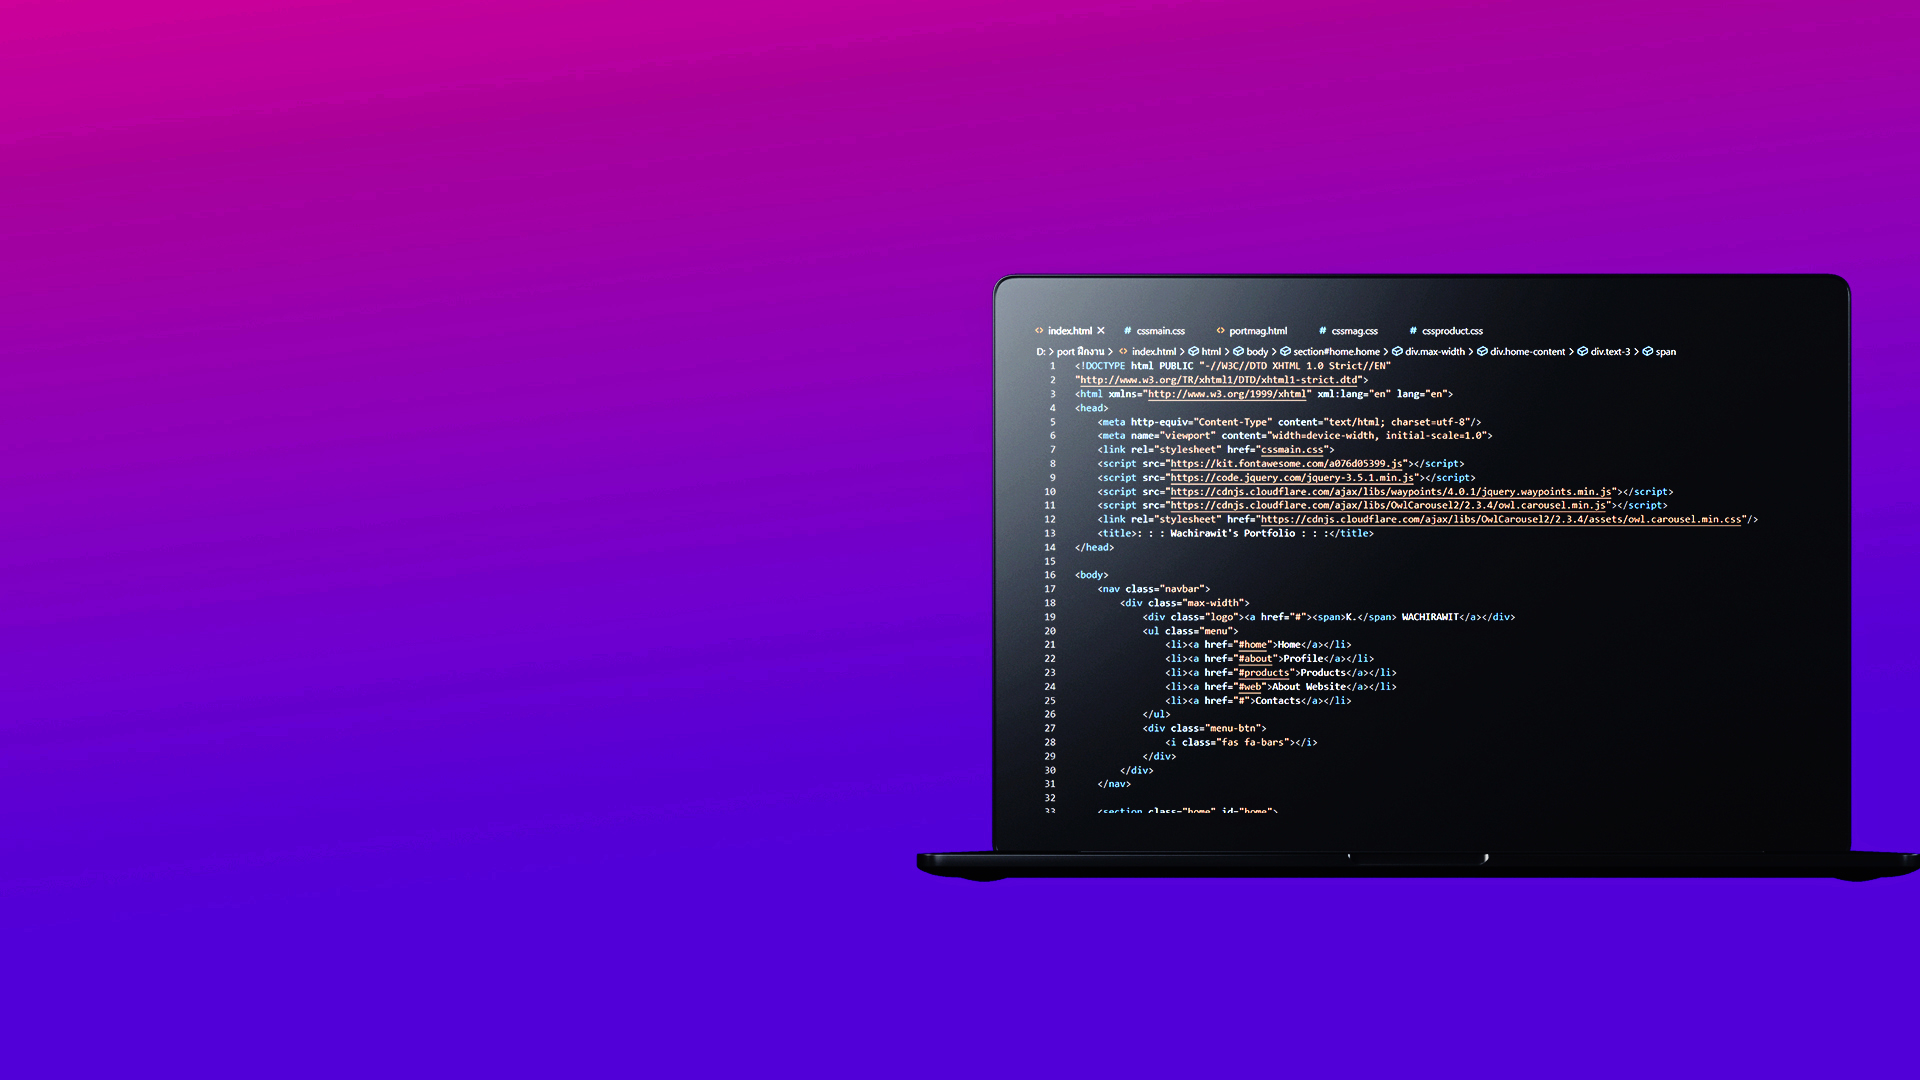 index.html cssmain.css portmag.html cssmag.css cssproduct.css
D: > port ฝึกงาน > index.html > html > body > section#home.home > div.max-width > div.home-content > div.text-3 > span
1 <!DOCTYPE html PUBLIC "-//W3C//DTD XHTML 1.0 Strict//EN"
2 "http://www.w3.org/TR/xhtml1/DTD/xhtml1-strict.dtd">
3 <html xmlns="http://www.w3.org/1999/xhtml" xml:lang="en" lang="en">
4 <head>
5 <meta http-equiv="Content-Type" content="text/html; charset=utf-8"/>
6 <meta name="viewport" content="width=device-width, initial-scale=1.0">
7 <link rel="stylesheet" href="cssmain.css">
8 <script src="https://kit.fontawesome.com/a076d05399.js"></script>
9 <script src="https://code.jquery.com/jquery-3.5.1.min.js"></script>
10 <script src="https://cdnjs.cloudflare.com/ajax/libs/waypoints/4.0.1/jquery.waypoints.min.js"></script>
11 <script src="https://cdnjs.cloudflare.com/ajax/libs/OwlCarousel2/2.3.4/owl.carousel.min.js"></script>
12 <link rel="stylesheet" href="https://cdnjs.cloudflare.com/ajax/libs/OwlCarousel2/2.3.4/assets/owl.carousel.min.css"/>
13 <title>: : : Wachirawit's Portfolio : : :</title>
14 </head>
15
16 <body>
17 <nav class="navbar">
18 <div class="max-width">
19 <div class="logo"><a href="#"><span>K.</span> WACHIRAWIT</a></div>
20 <ul class="menu">
21 <li><a href="#home">Home</a></li>
22 <li><a href="#about">Profile</a></li>
23 <li><a href="#products">Products</a></li>
24 <li><a href="#web">About Website</a></li>
25 <li><a href="#">Contacts</a></li>
26 </ul>
27 <div class="menu-btn">
28 <i class="fas fa-bars"></i>
29 </div>
30 </div>
31 </nav>
32
33 <section class="home" id="home">